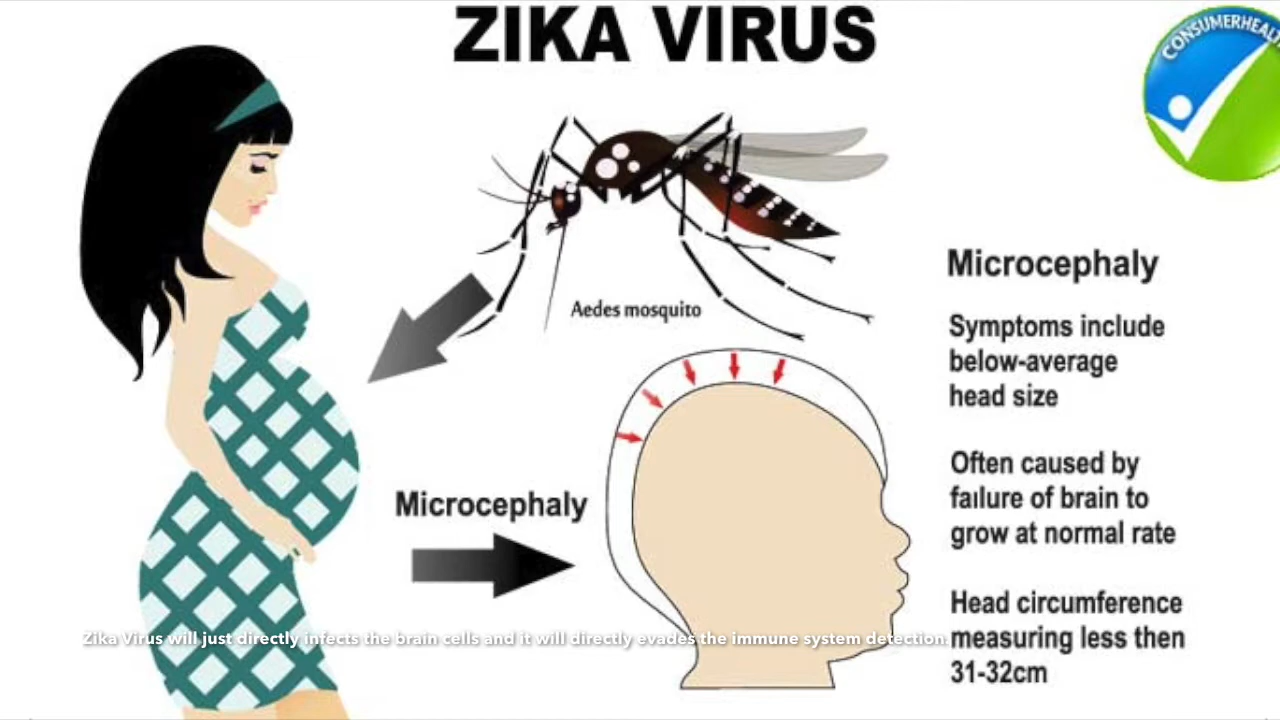 ZIKA VIRUS
CONSUMERHEALT
Aedes mosquito
Microcephaly
Symptoms include
below-average
head size
Often caused by
failure of brain to
grow at normal rate
Head circumference
measuring less then
31-32cm
Microcephaly
Zika Virus will just directly infects the brain cells and it will directly evades the immune system detection.